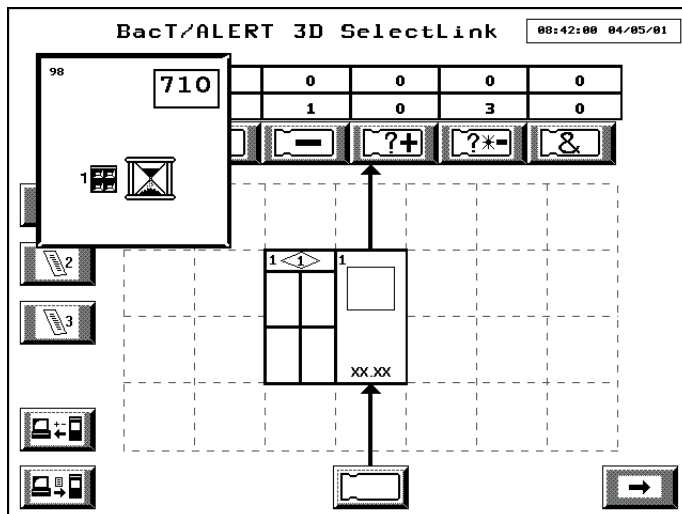 BacT/ALERT 3D SelectLink
08:42:00 04/05/01
98
710
0 0 0 0
1 0 3 0
− ?+ ?*- &
1
2
3
1 1 1
XX.XX
+-